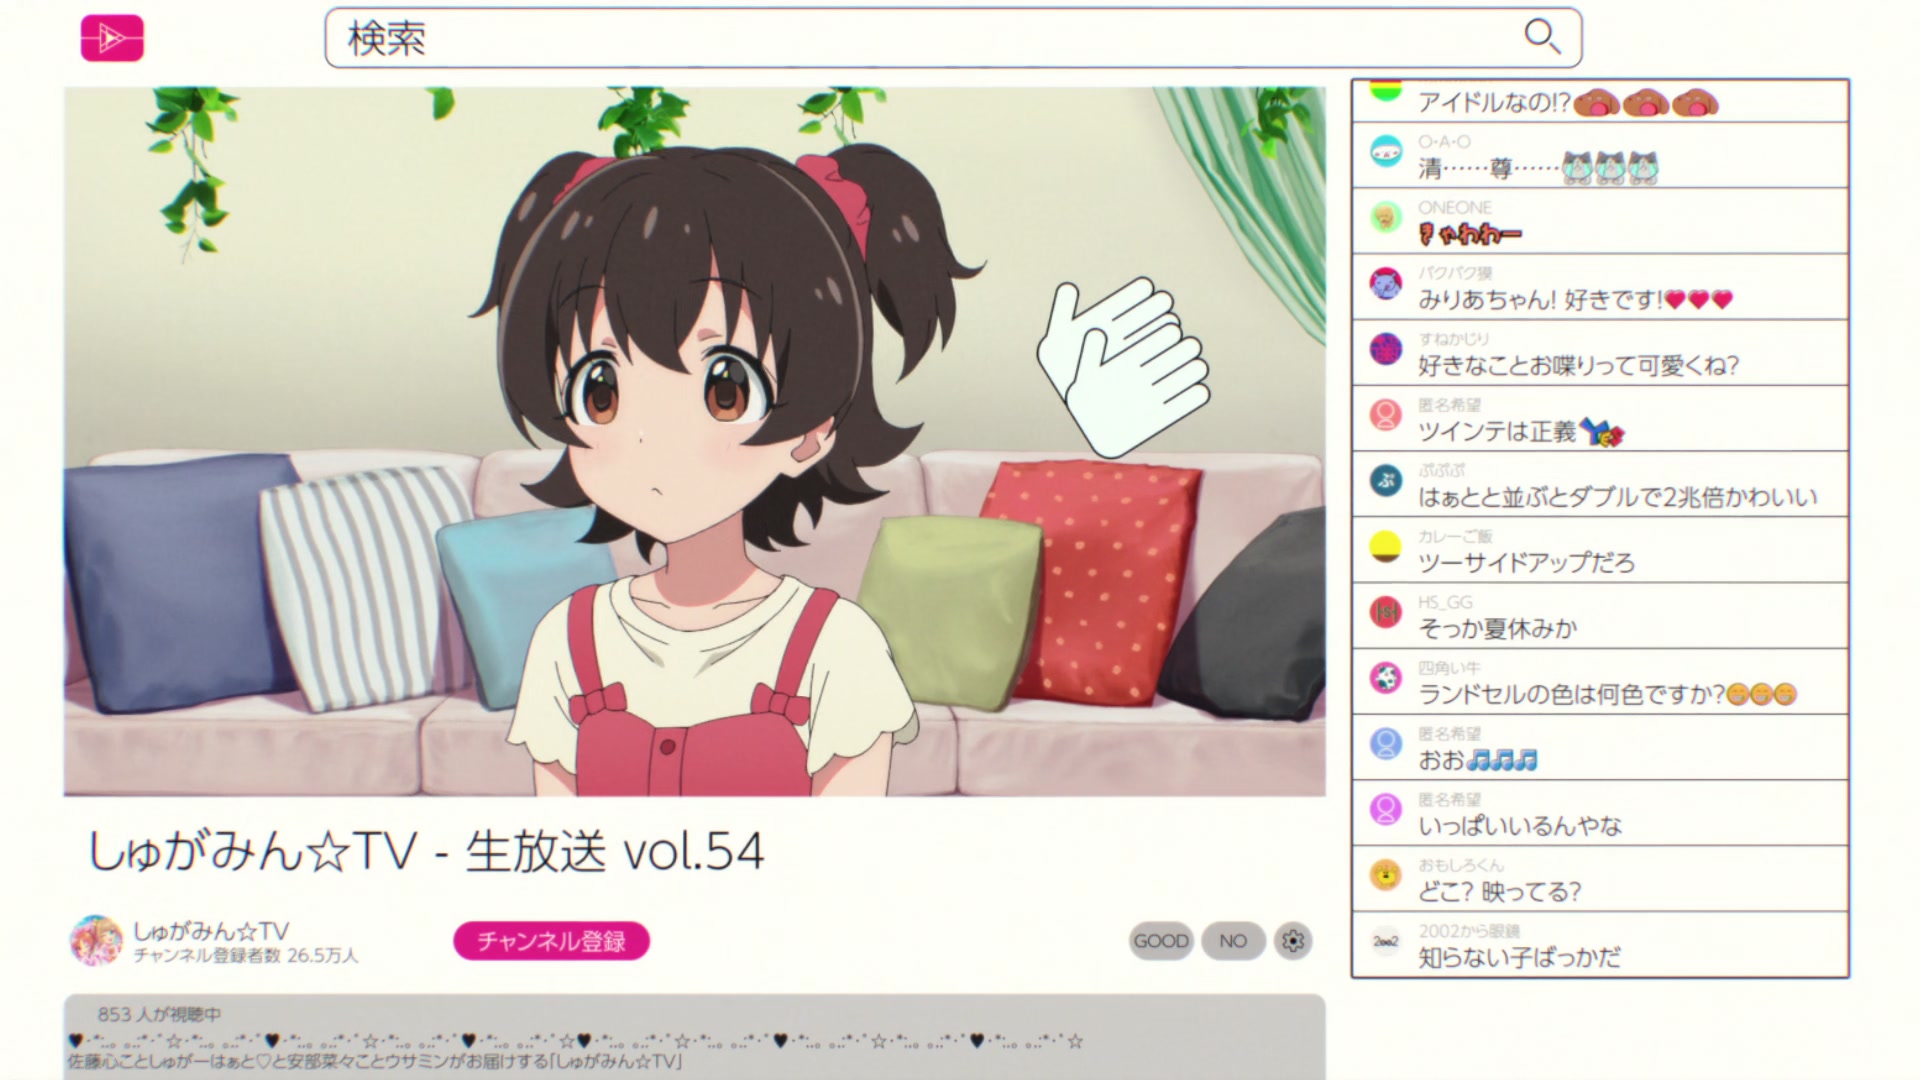 検索
アイドルなの!?
O・A・O
清……尊……
ONEONE
きゃわわー
バクバク獏
みりあちゃん! 好きです!
すねかじり
好きなことお喋りって可愛くね?
匿名希望
ツインテは正義
ぷぷぷ
ぷ
はぁとと並ぶとダブルで2兆倍かわいい
カレーご飯
ツーサイドアップだろ
HS_GG
そっか夏休みか
四角い牛
ランドセルの色は何色ですか?
匿名希望
おお
匿名希望
いっぱいいるんやな
おもしろくん
どこ? 映ってる?
2002から眼鏡
知らない子ばっかだ
しゅがみん☆TV - 生放送 vol.54
しゅがみん☆TV
チャンネル登録者数 26.5万人
チャンネル登録
GOOD
NO
853 人が視聴中
佐藤心ことしゅがーはぁと♡と安部菜々ことウサミンがお届けする「しゅがみん☆TV」